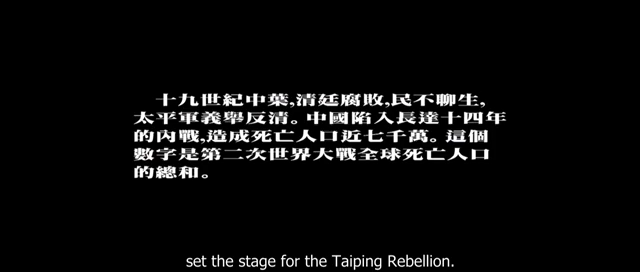 十九世紀中葉,清廷腐敗,民不聊生,
太平軍義舉反清。中國陷入長達十四年
的內戰,造成死亡人口近七千萬。這個
數字是第二次世界大戰全球死亡人口
的總和。
set the stage for the Taiping Rebellion.